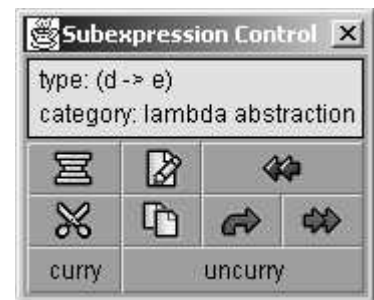 Subexpression Control
type: (d -> e)
category: lambda abstraction
curry uncurry